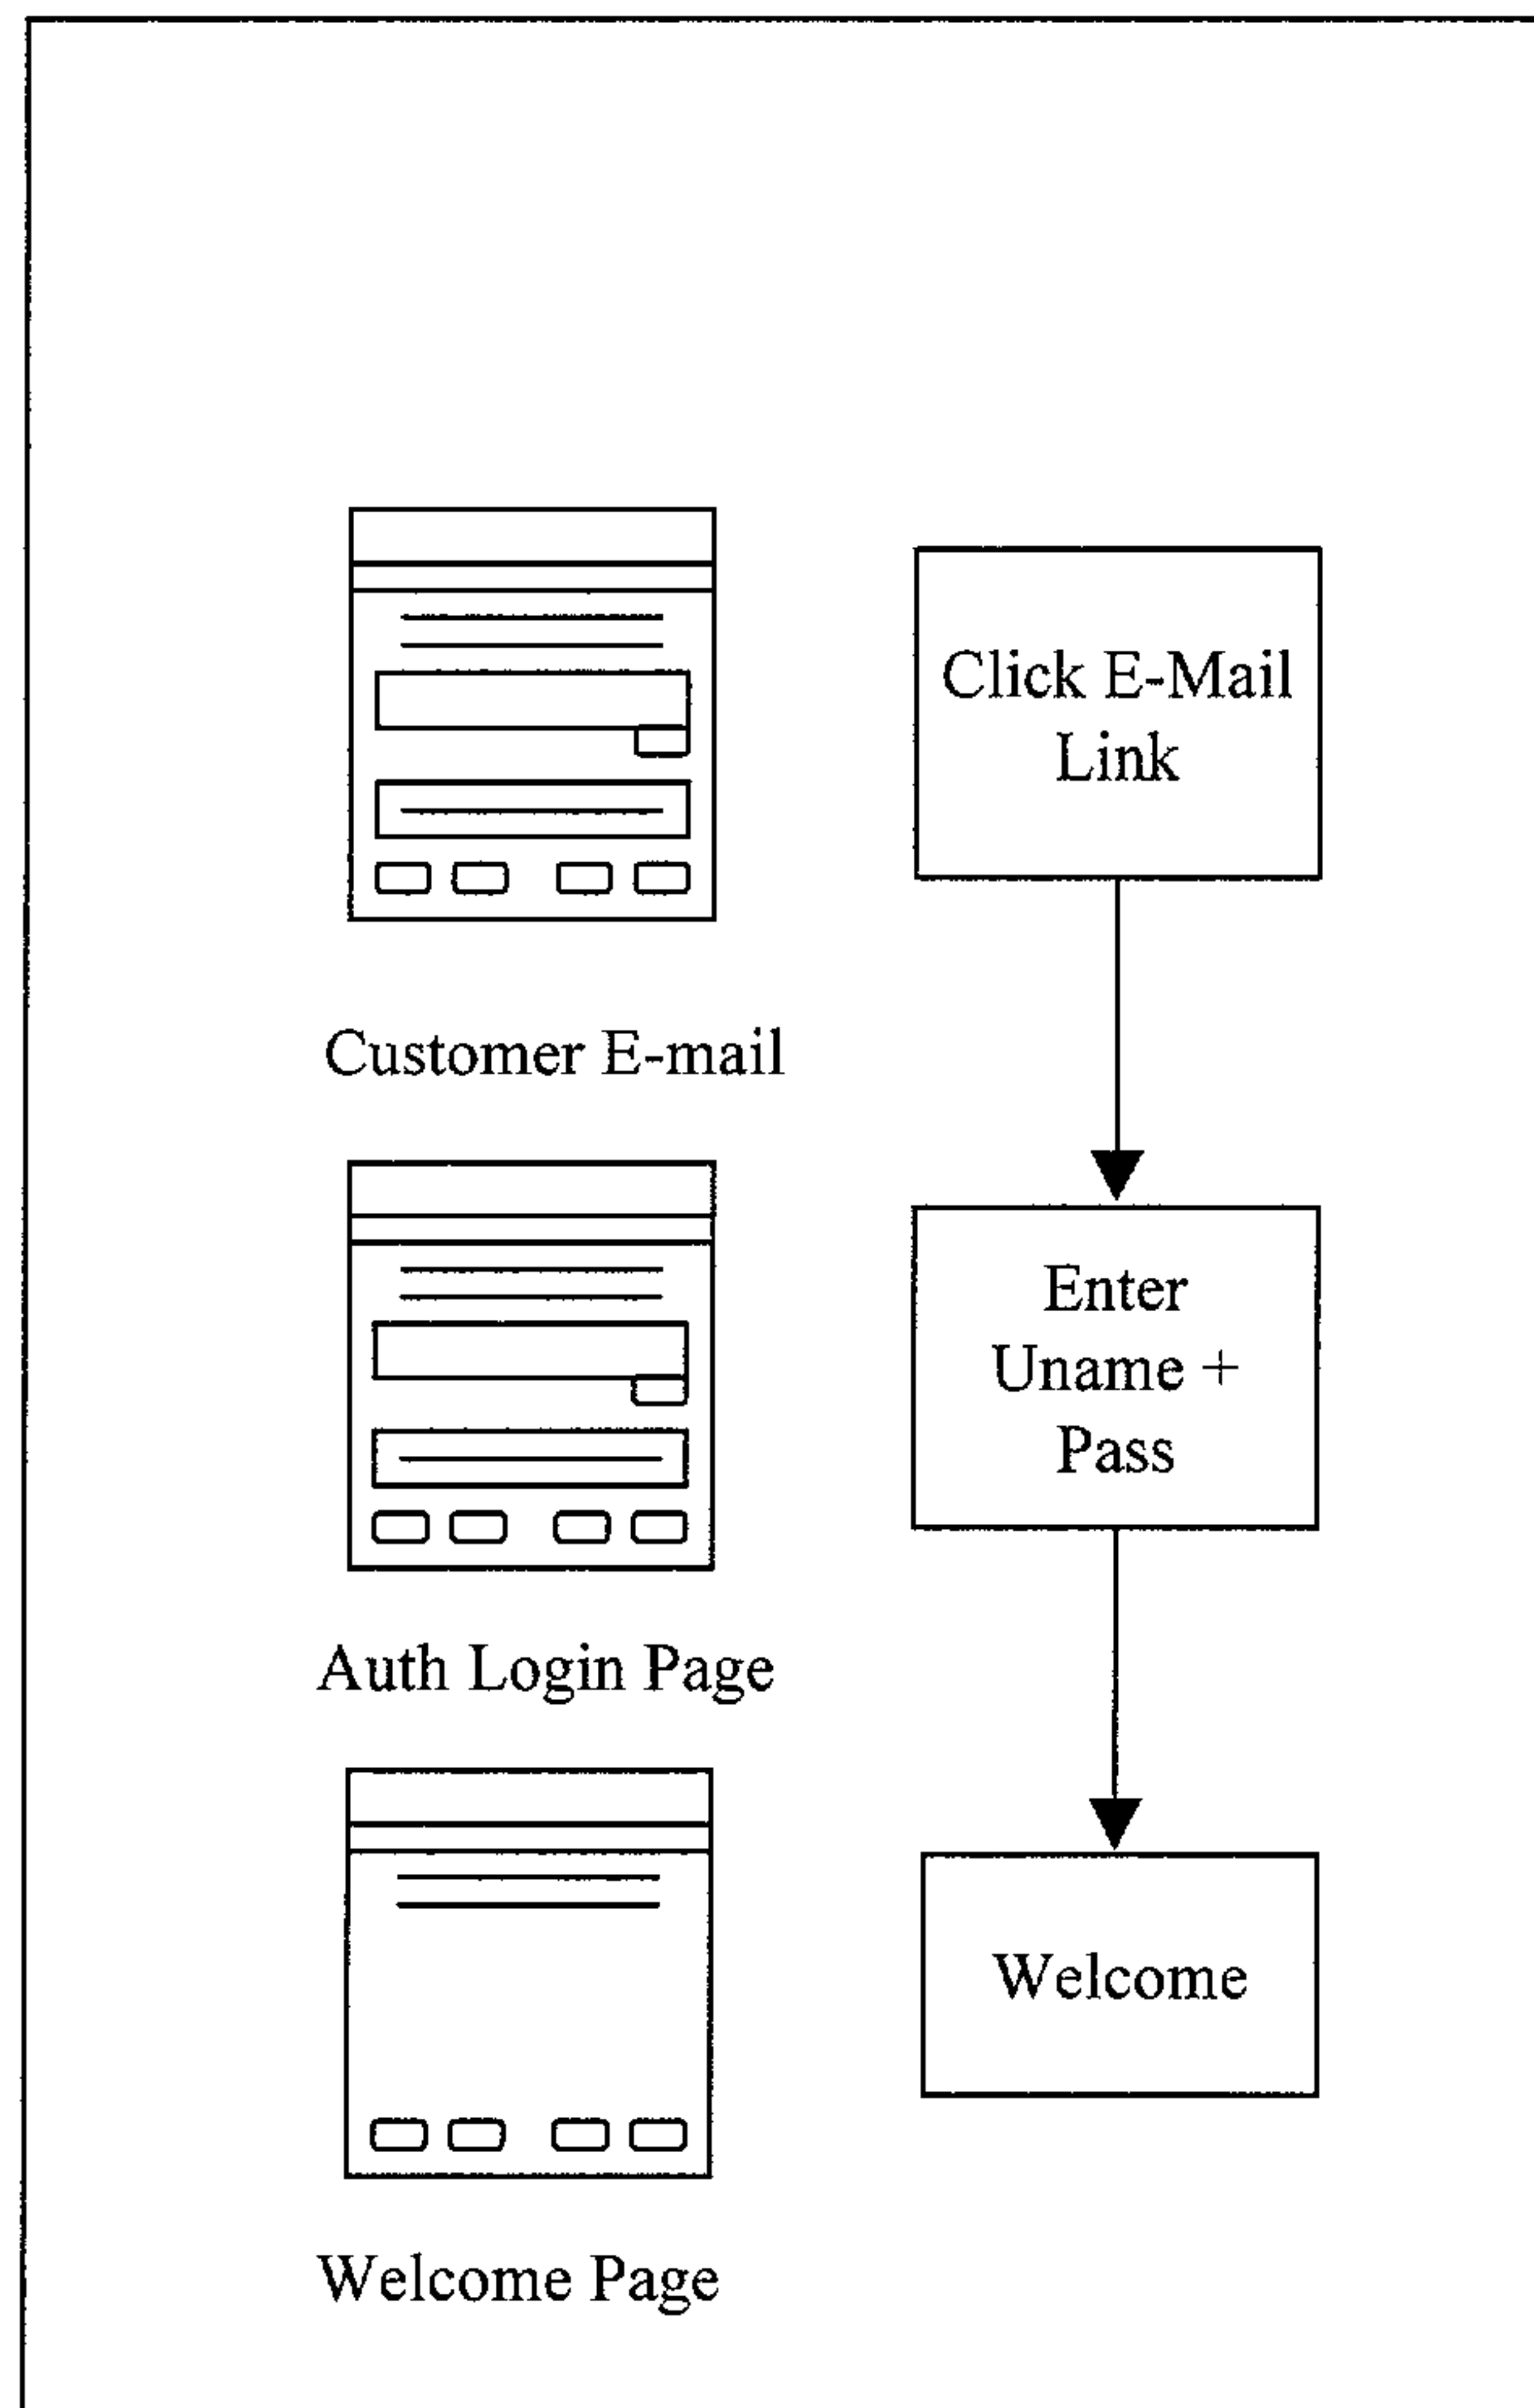 Click E-Mail
Link
Customer E-mail
Enter
Uname +
Pass
Auth Login Page
Welcome
Welcome Page